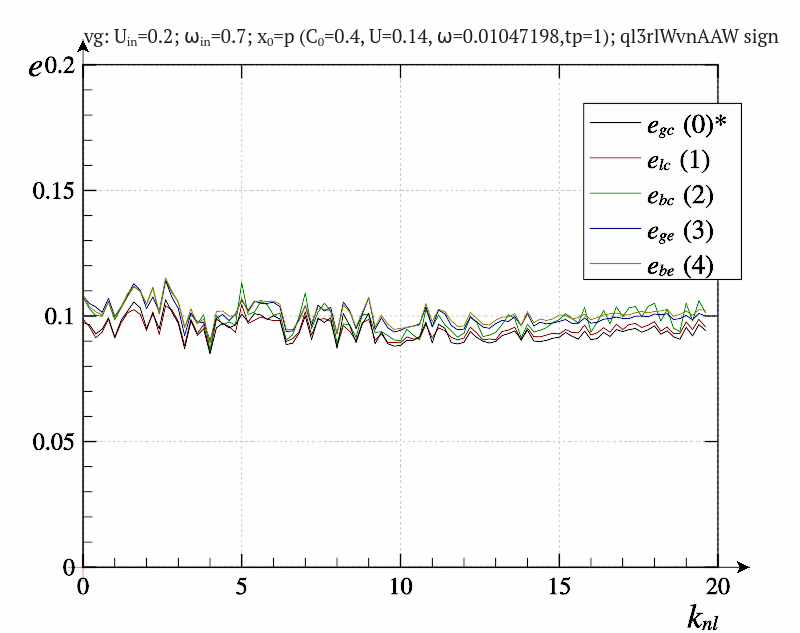 vg: Uin=0.2; ωin=0.7; x0=p (C0=0.4, U=0.14, ω=0.01047198,tp=1); ql3rlWvnAAW sign
e
0.2
egc (0)*
elc (1)
ebc (2)
ege (3)
ebe (4)
0.15
0.1
0.05
0
0 5 10 15 20
knl